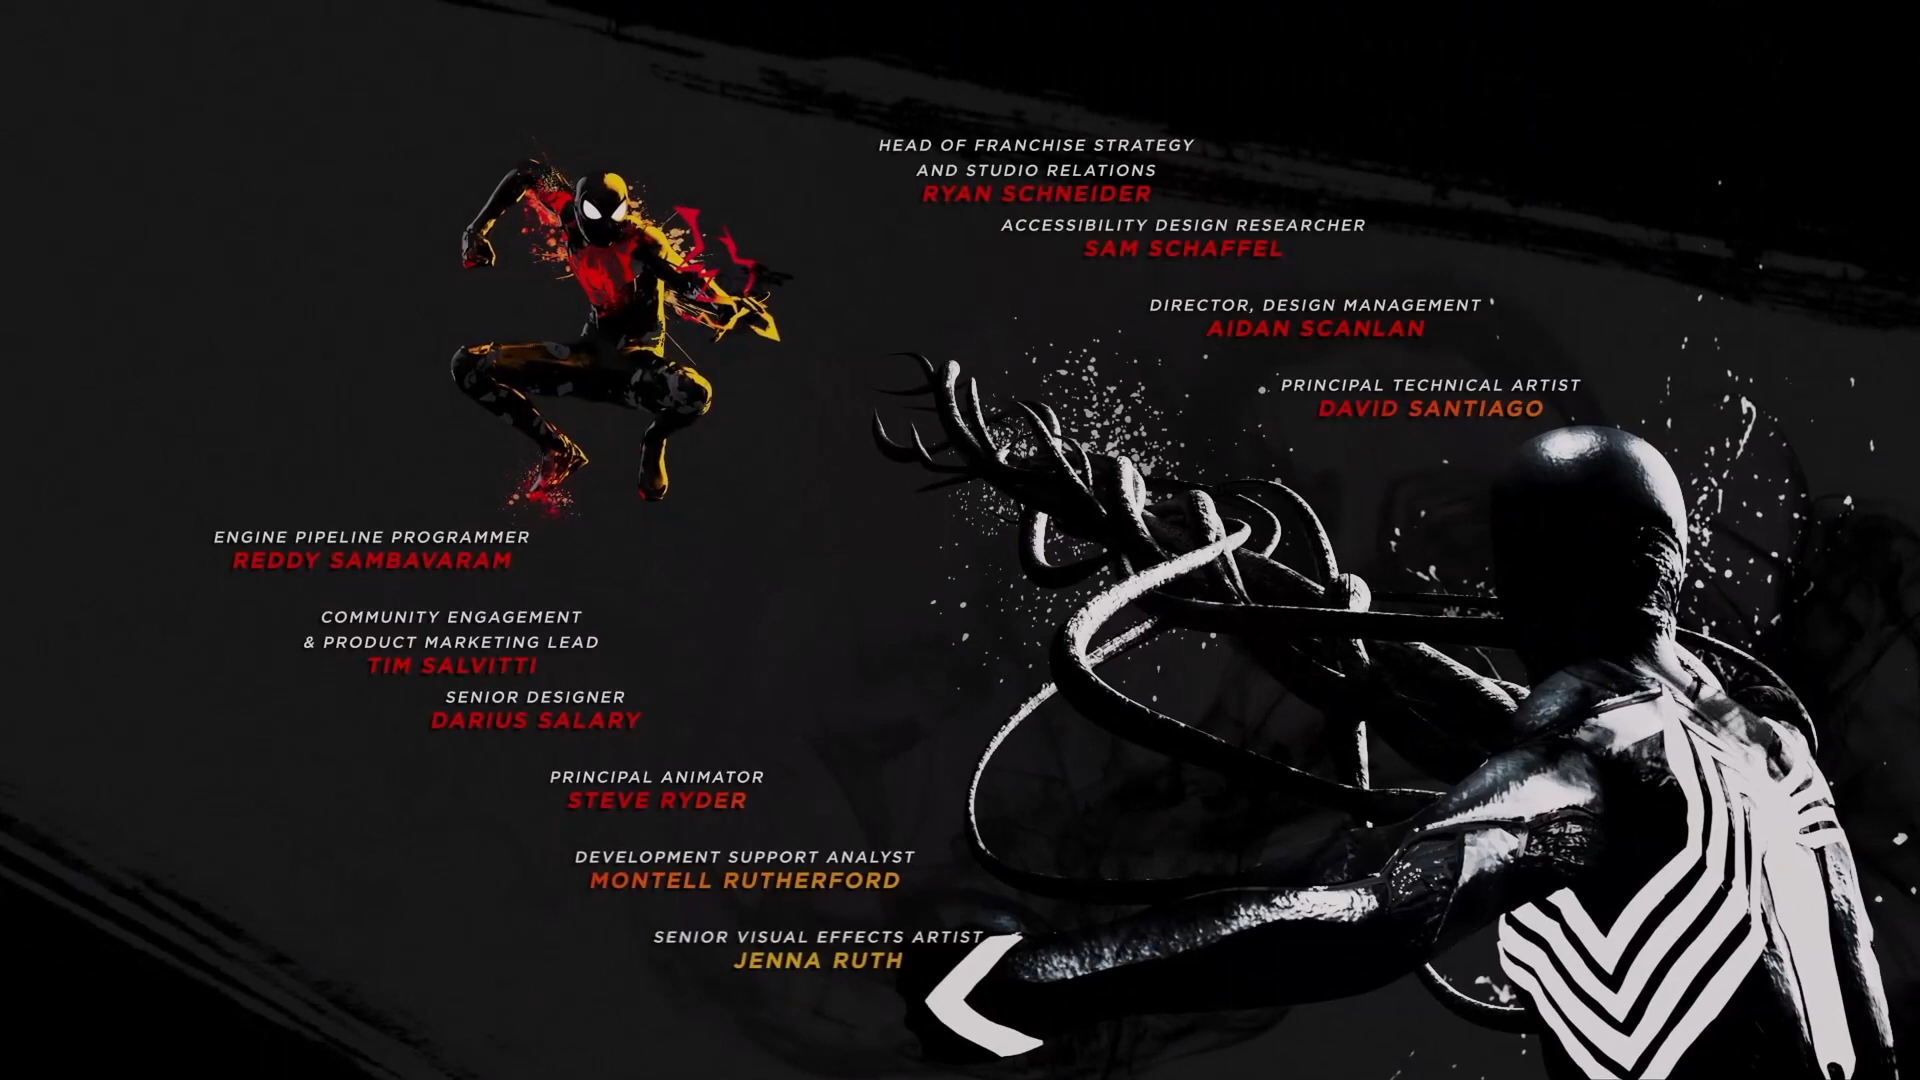 HEAD OF FRANCHISE STRATEGY
AND STUDIO RELATIONS
RYAN SCHNEIDER
ACCESSIBILITY DESIGN RESEARCHER
SAM SCHAFFEL
DIRECTOR, DESIGN MANAGEMENT
AIDAN SCANLAN
PRINCIPAL TECHNICAL ARTIST
DAVID SANTIAGO
ENGINE PIPELINE PROGRAMMER
REDDY SAMBAVARAM
COMMUNITY ENGAGEMENT
& PRODUCT MARKETING LEAD
TIM SALVITTI
SENIOR DESIGNER
DARIUS SALARY
PRINCIPAL ANIMATOR
STEVE RYDER
DEVELOPMENT SUPPORT ANALYST
MONTELL RUTHERFORD
SENIOR VISUAL EFFECTS ARTIST
JENNA RUTH